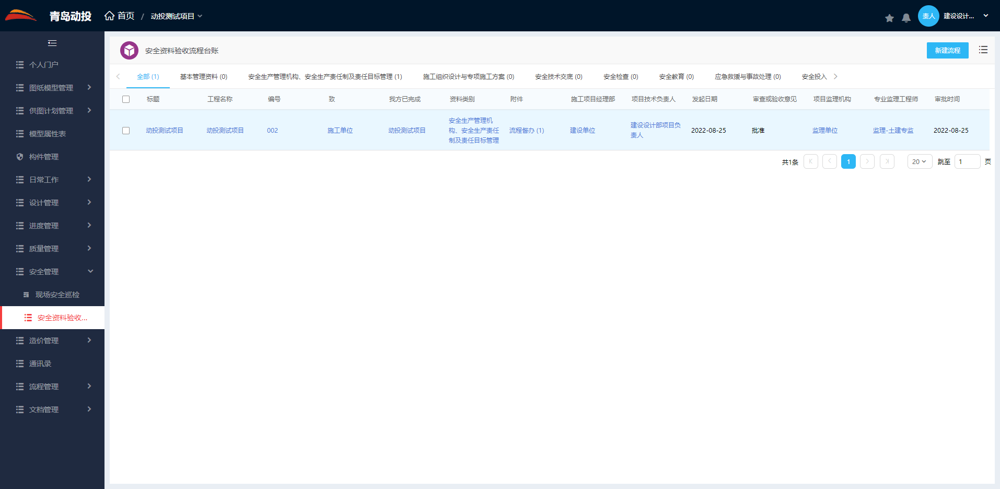 青岛动投
首页 / 动投测试项目
责人 建设设计...
个人门户
图纸模型管理
供图计划管理
模型属性表
构件管理
日常工作
设计管理
进度管理
质量管理
安全管理
现场安全巡检
安全资料验收...
造价管理
通讯录
流程管理
文档管理
安全资料验收流程台账
新建流程
全部 (1) 基本管理资料 (0) 安全生产管理机构、安全生产责任制及责任目标管理 (1) 施工组织设计与专项施工方案 (0) 安全技术交底 (0) 安全检查 (0) 安全教育 (0) 应急救援与事故处理 (0) 安全投入
标题 工程名称 编号 致 我方已完成 资料类别 附件 施工项目经理部 项目技术负责人 发起日期 审查或验收意见 项目监理机构 专业监理工程师 审批时间
动投测试项目 动投测试项目 002 施工单位 动投测试项目
安全生产管理机
构、安全生产责任
制及责任目标管理
流程督办 (1) 建设单位
建设设计部项目负
责人
2022-08-25 批准 监理单位 监理-土建专监 2022-08-25
共1条 1 20 跳至 1 页